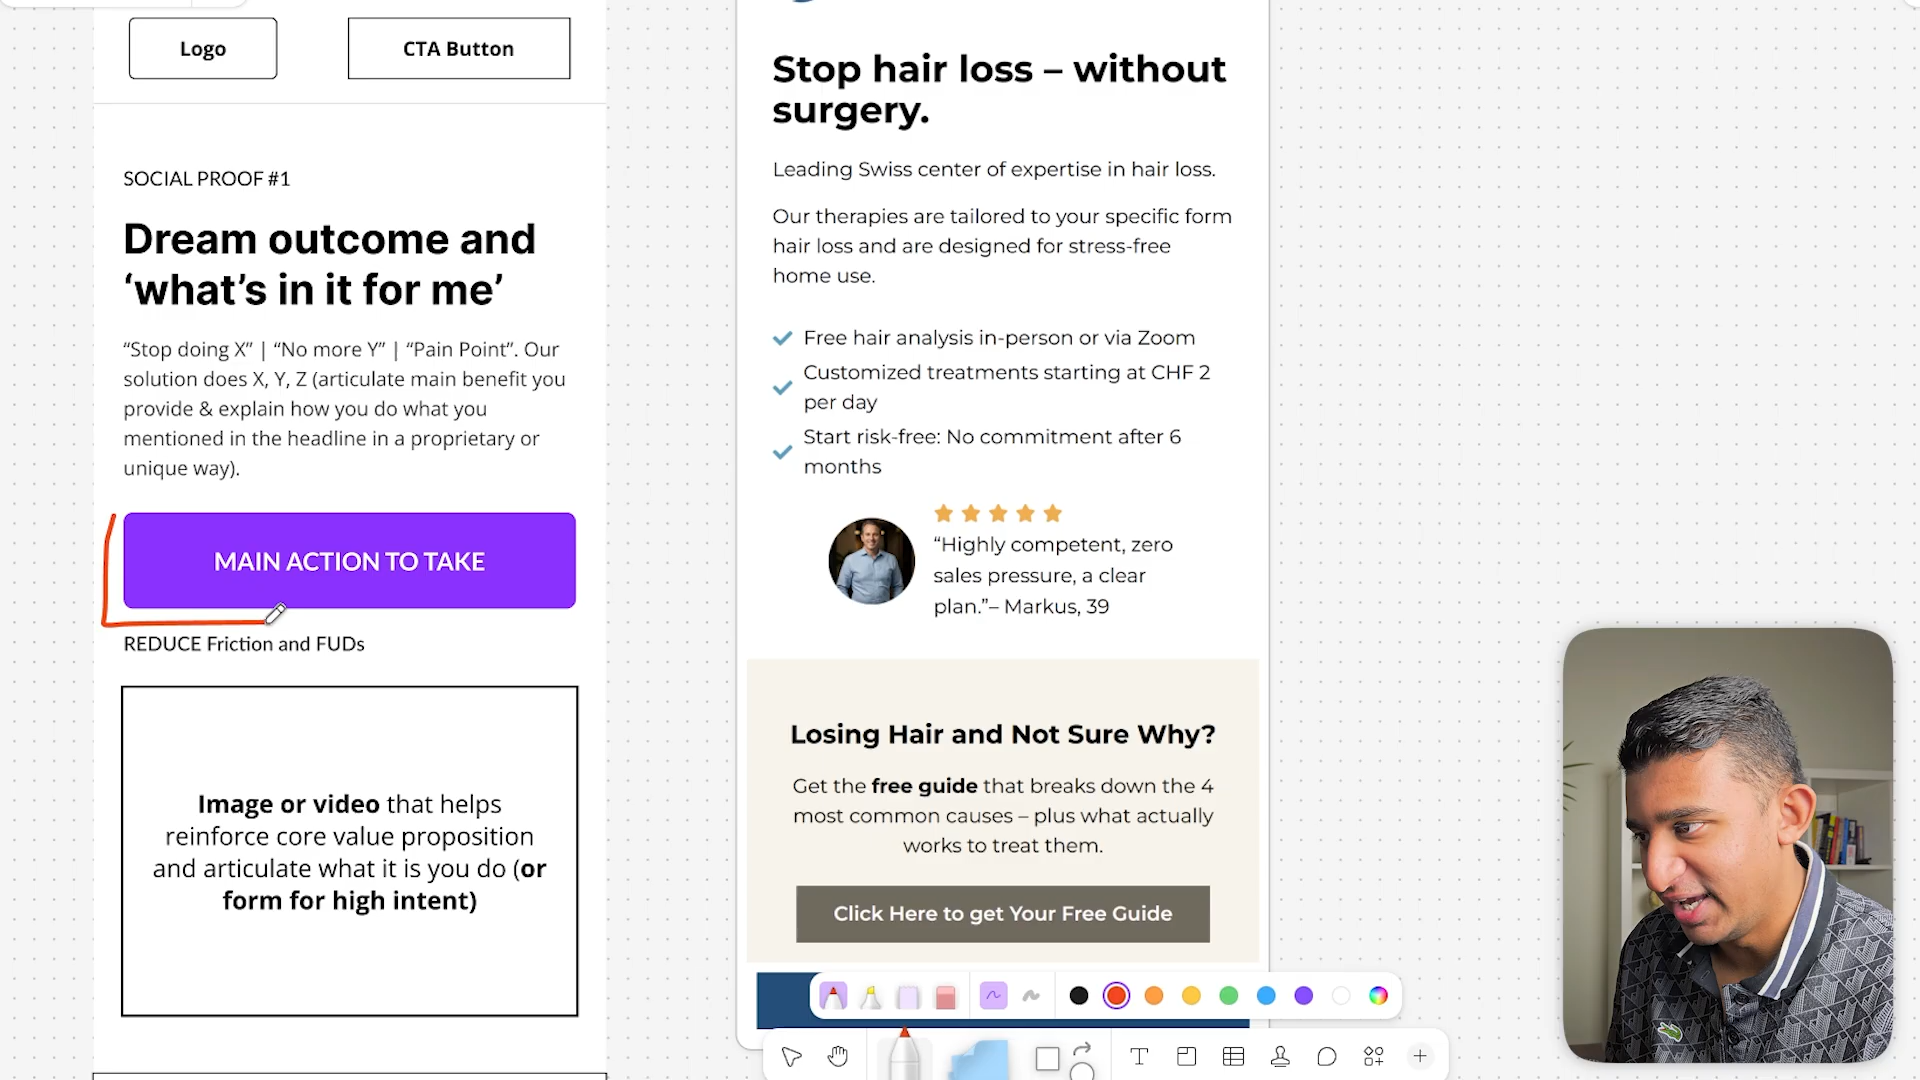 Logo
CTA Button
SOCIAL PROOF #1
Dream outcome and
‘what’s in it for me’
“Stop doing X” | “No more Y” | “Pain Point”. Our
solution does X, Y, Z (articulate main benefit you
provide & explain how you do what you
mentioned in the headline in a proprietary or
unique way).
MAIN ACTION TO TAKE
REDUCE Friction and FUDs
Image or video that helps
reinforce core value proposition
and articulate what it is you do (or
form for high intent)
Stop hair loss – without
surgery.
Leading Swiss center of expertise in hair loss.
Our therapies are tailored to your specific form
hair loss and are designed for stress-free
home use.
Free hair analysis in-person or via Zoom
Customized treatments starting at CHF 2
per day
Start risk-free: No commitment after 6
months
“Highly competent, zero
sales pressure, a clear
plan.”– Markus, 39
Losing Hair and Not Sure Why?
Get the free guide that breaks down the 4
most common causes – plus what actually
works to treat them.
Click Here to get Your Free Guide